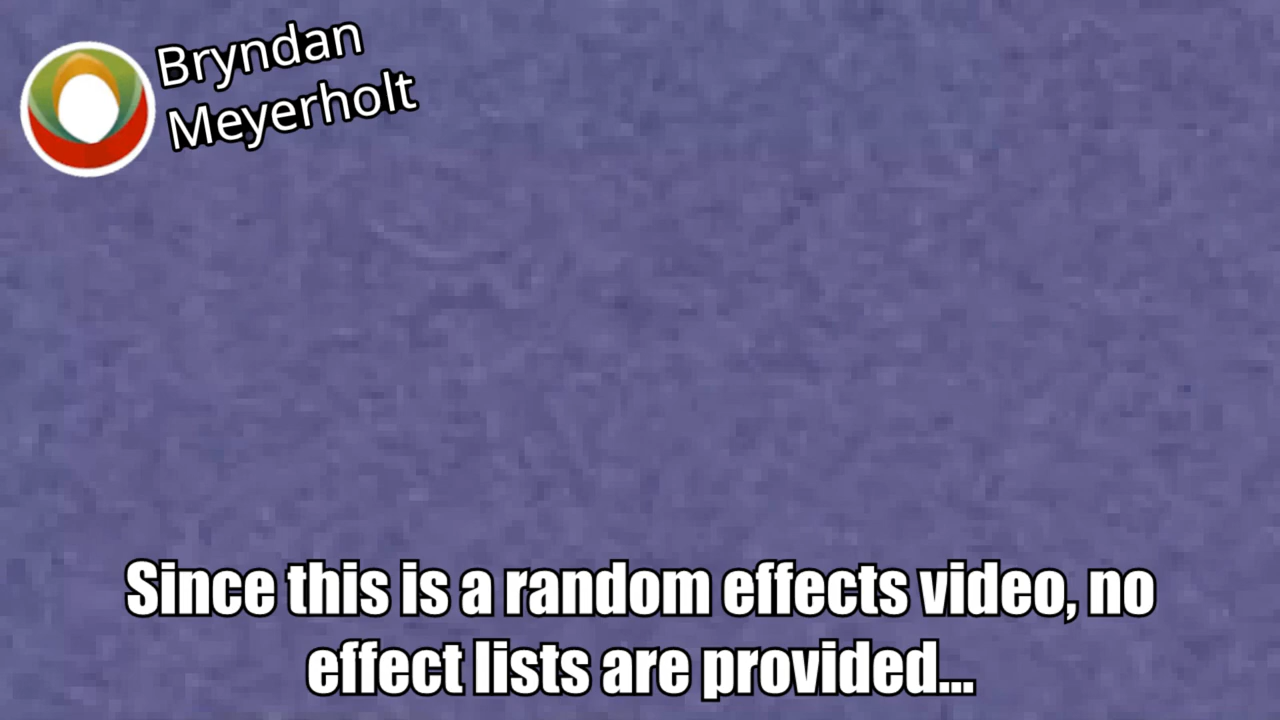 Bryndan
Meyerholt
Since this is a random effects video, no
effect lists are provided...